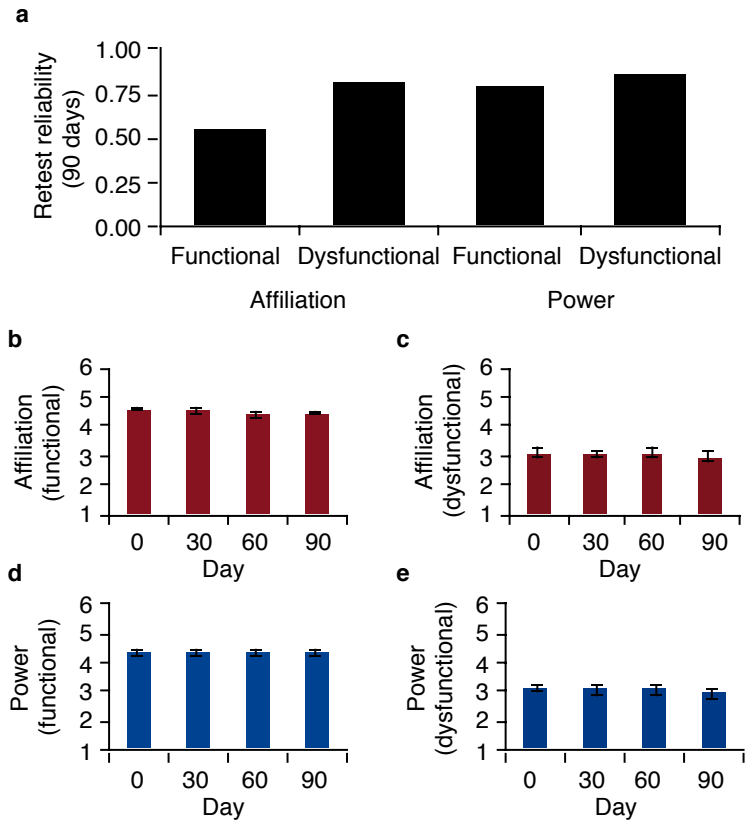 a
Retest reliability
(90 days)
1.00
0.75
0.50
0.25
0.00
Functional Dysfunctional Functional Dysfunctional
Affiliation Power
b
Affiliation
(functional)
6
5
4
3
2
1
0 30 60 90
Day
c
Affiliation
(dysfunctional)
6
5
4
3
2
1
0 30 60 90
Day
d
Power
(functional)
6
5
4
3
2
1
0 30 60 90
Day
e
Power
(dysfunctional)
6
5
4
3
2
1
0 30 60 90
Day